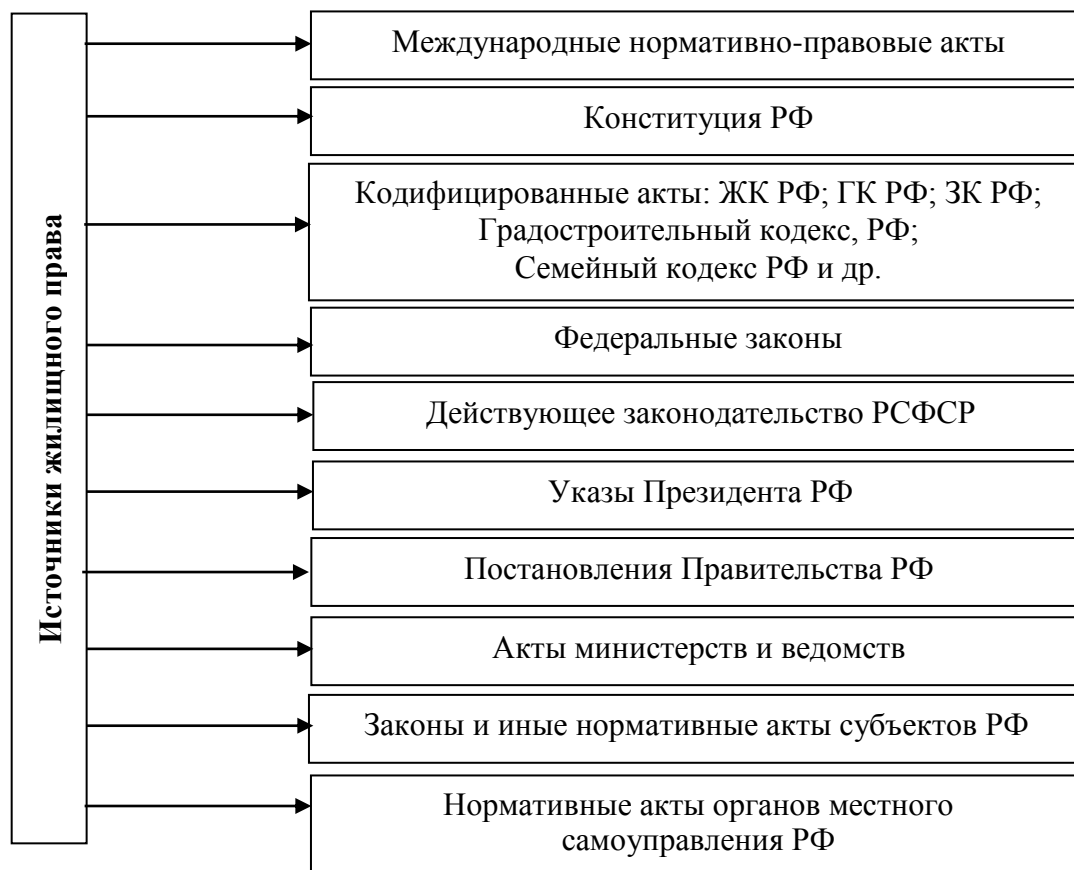 Источники жилищного права
Международные нормативно-правовые акты
Конституция РФ
Кодифицированные акты: ЖК РФ; ГК РФ; ЗК РФ;
Градостроительный кодекс, РФ;
Семейный кодекс РФ и др.
Федеральные законы
Действующее законодательство РСФСР
Указы Президента РФ
Постановления Правительства РФ
Акты министерств и ведомств
Законы и иные нормативные акты субъектов РФ
Нормативные акты органов местного
самоуправления РФ